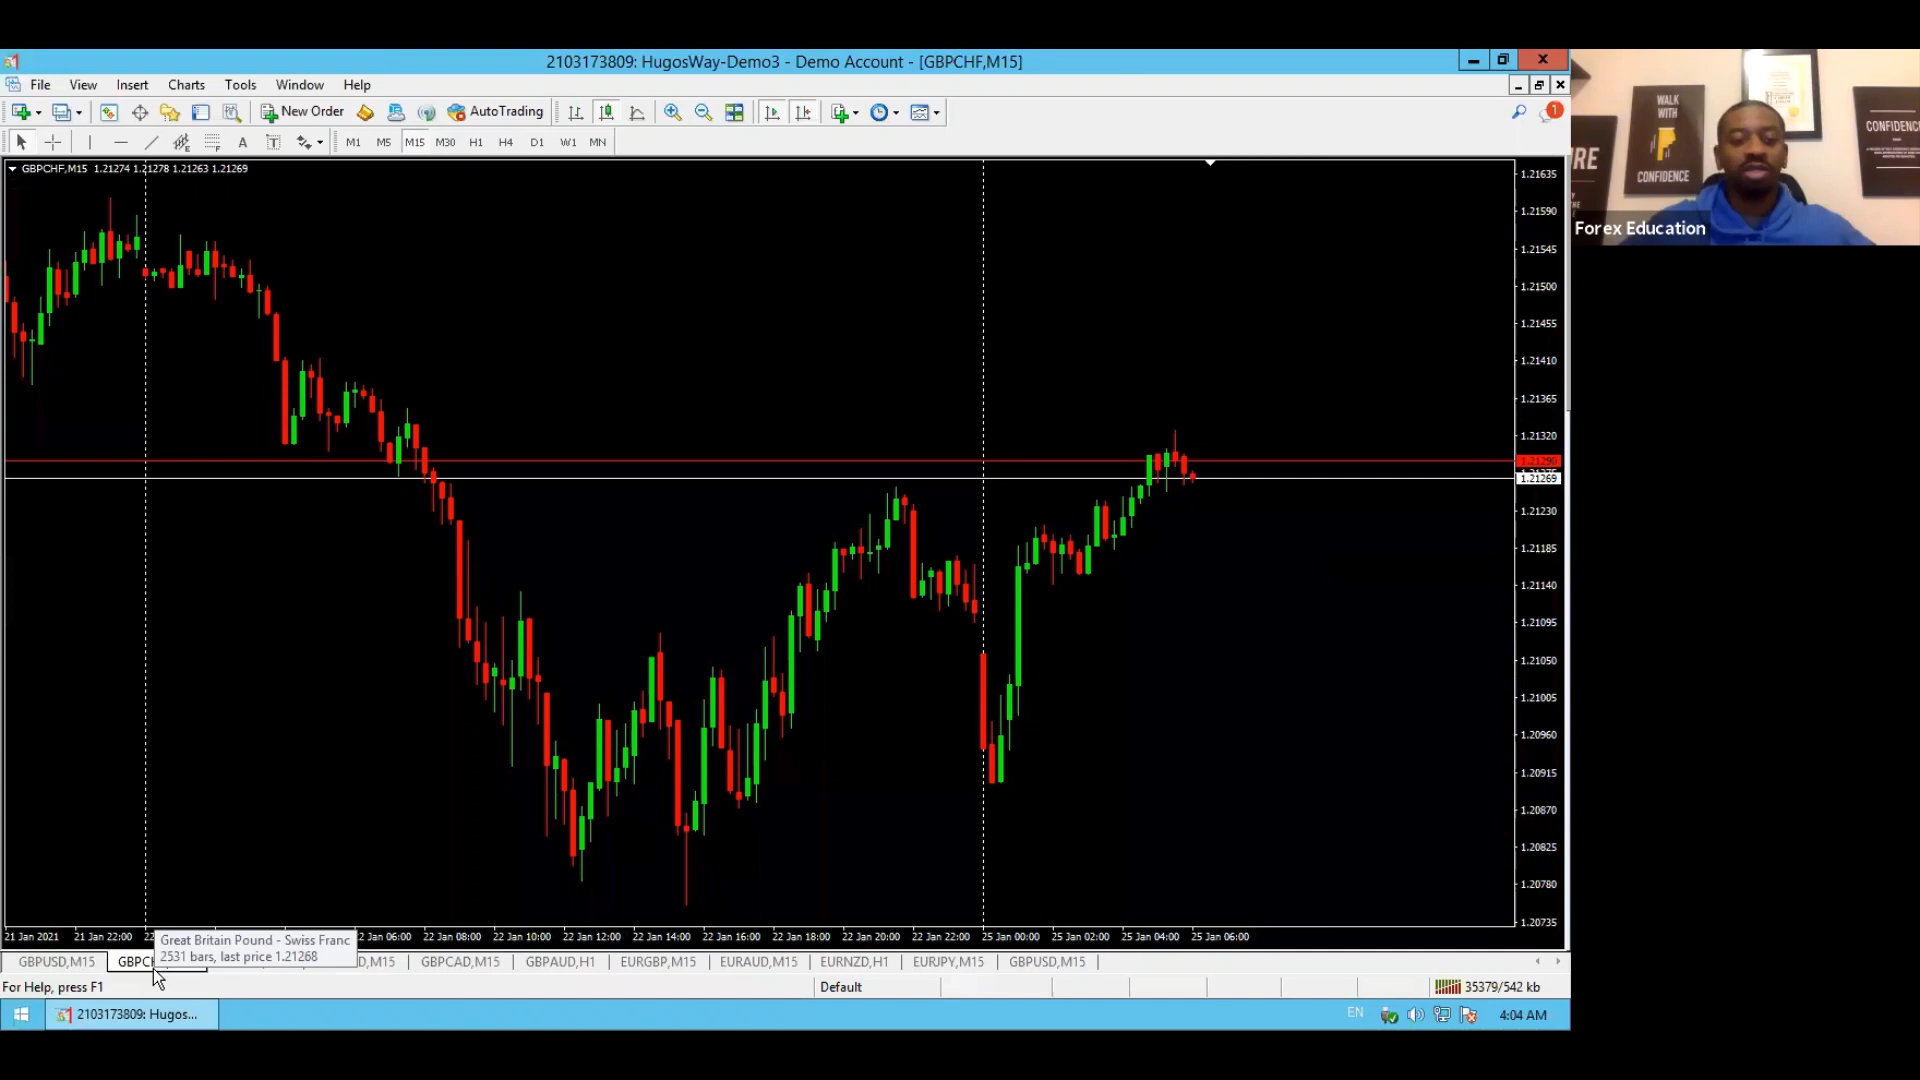 2103173809: HugosWay-Demo3 - Demo Account - [GBPCHF,M15]
File View Insert Charts Tools Window Help
New Order AutoTrading 1
A T M1 M5 M15 M30 H1 H4 D1 W1 MN
GBPCHF,M15 1.21274 1.21278 1.21263 1.21269
1.21635
1.21590
1.21545
1.21500
1.21455
1.21410
1.21365
1.21320
1.21290
1.21269
1.21230
1.21185
1.21140
1.21095
1.21050
1.21005
1.20960
1.20915
1.20870
1.20825
1.20780
1.20735
21 Jan 2021 21 Jan 22:00 22 Jan 06:00 22 Jan 08:00 22 Jan 10:00 22 Jan 12:00 22 Jan 14:00 22 Jan 16:00 22 Jan 18:00 22 Jan 20:00 22 Jan 22:00 25 Jan 00:00 25 Jan 02:00 25 Jan 04:00 25 Jan 06:00
Great Britain Pound - Swiss Franc
2531 bars, last price 1.21268
GBPUSD,M15 GBPCH D,M15 GBPCAD,M15 GBPAUD,H1 EURGBP,M15 EURAUD,M15 EURNZD,H1 EURJPY,M15 GBPUSD,M15
For Help, press F1 Default 35379/542 kb
2103173809: Hugos... EN 4:04 AM
WALK
WITH
CONFIDENCE
CONFIDENC
RE
Forex Education